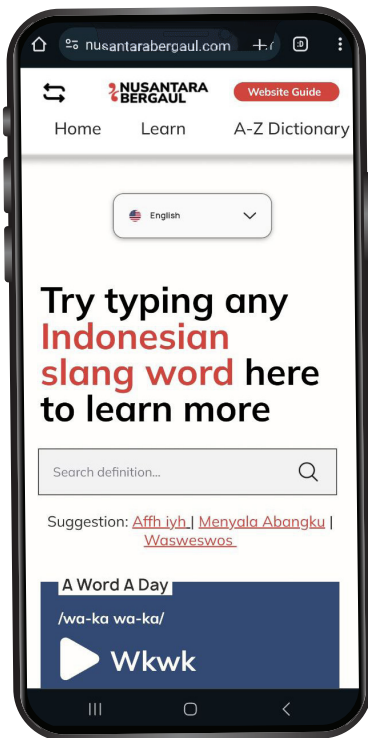 nusantarabergaul.com
:D
NUSANTARA
BERGAUL
Website Guide
Home Learn A-Z Dictionary
English
Try typing any
Indonesian
slang word here
to learn more
Search definition...
Suggestion: Affh iyh | Menyala Abangku |
Wasweswos
A Word A Day
/wa-ka wa-ka/
Wkwk